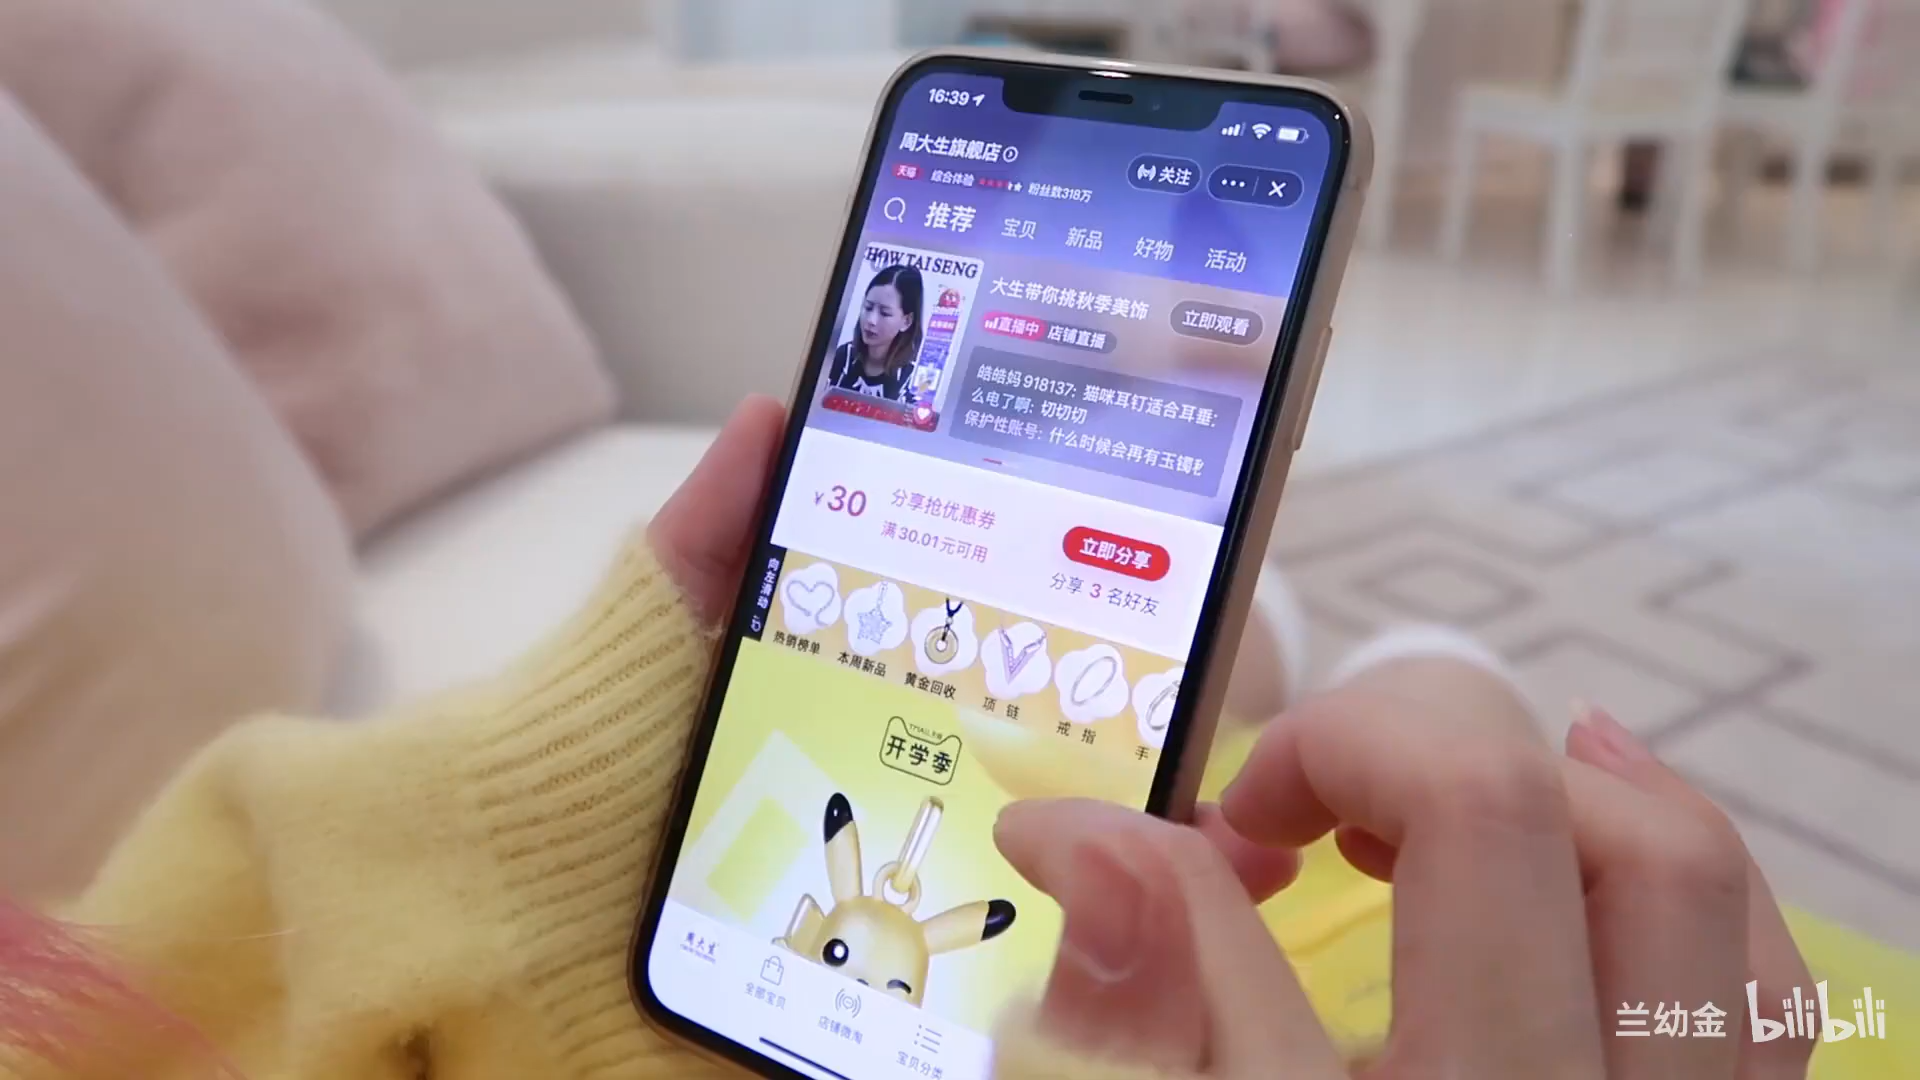 16:39
周大生旗舰店
天猫 综合体验 粉丝数318万
关注
推荐 宝贝 新品 好物 活动
HOW TAI SENG
大生带你挑秋季美饰
立即观看
直播中 店铺直播
皓皓妈918137: 猫咪耳钉适合耳垂:
么电了啊: 切切切
保护性账号: 什么时候会再有玉镯秒
¥30
分享抢优惠券
满30.01元可用
立即分享
分享 3 名好友
向左滑动
热销榜单 本周新品 黄金回收 项链 戒指 手
开学季
周大生
全部宝贝
店铺微淘
宝贝分类
兰幼金 bilibili